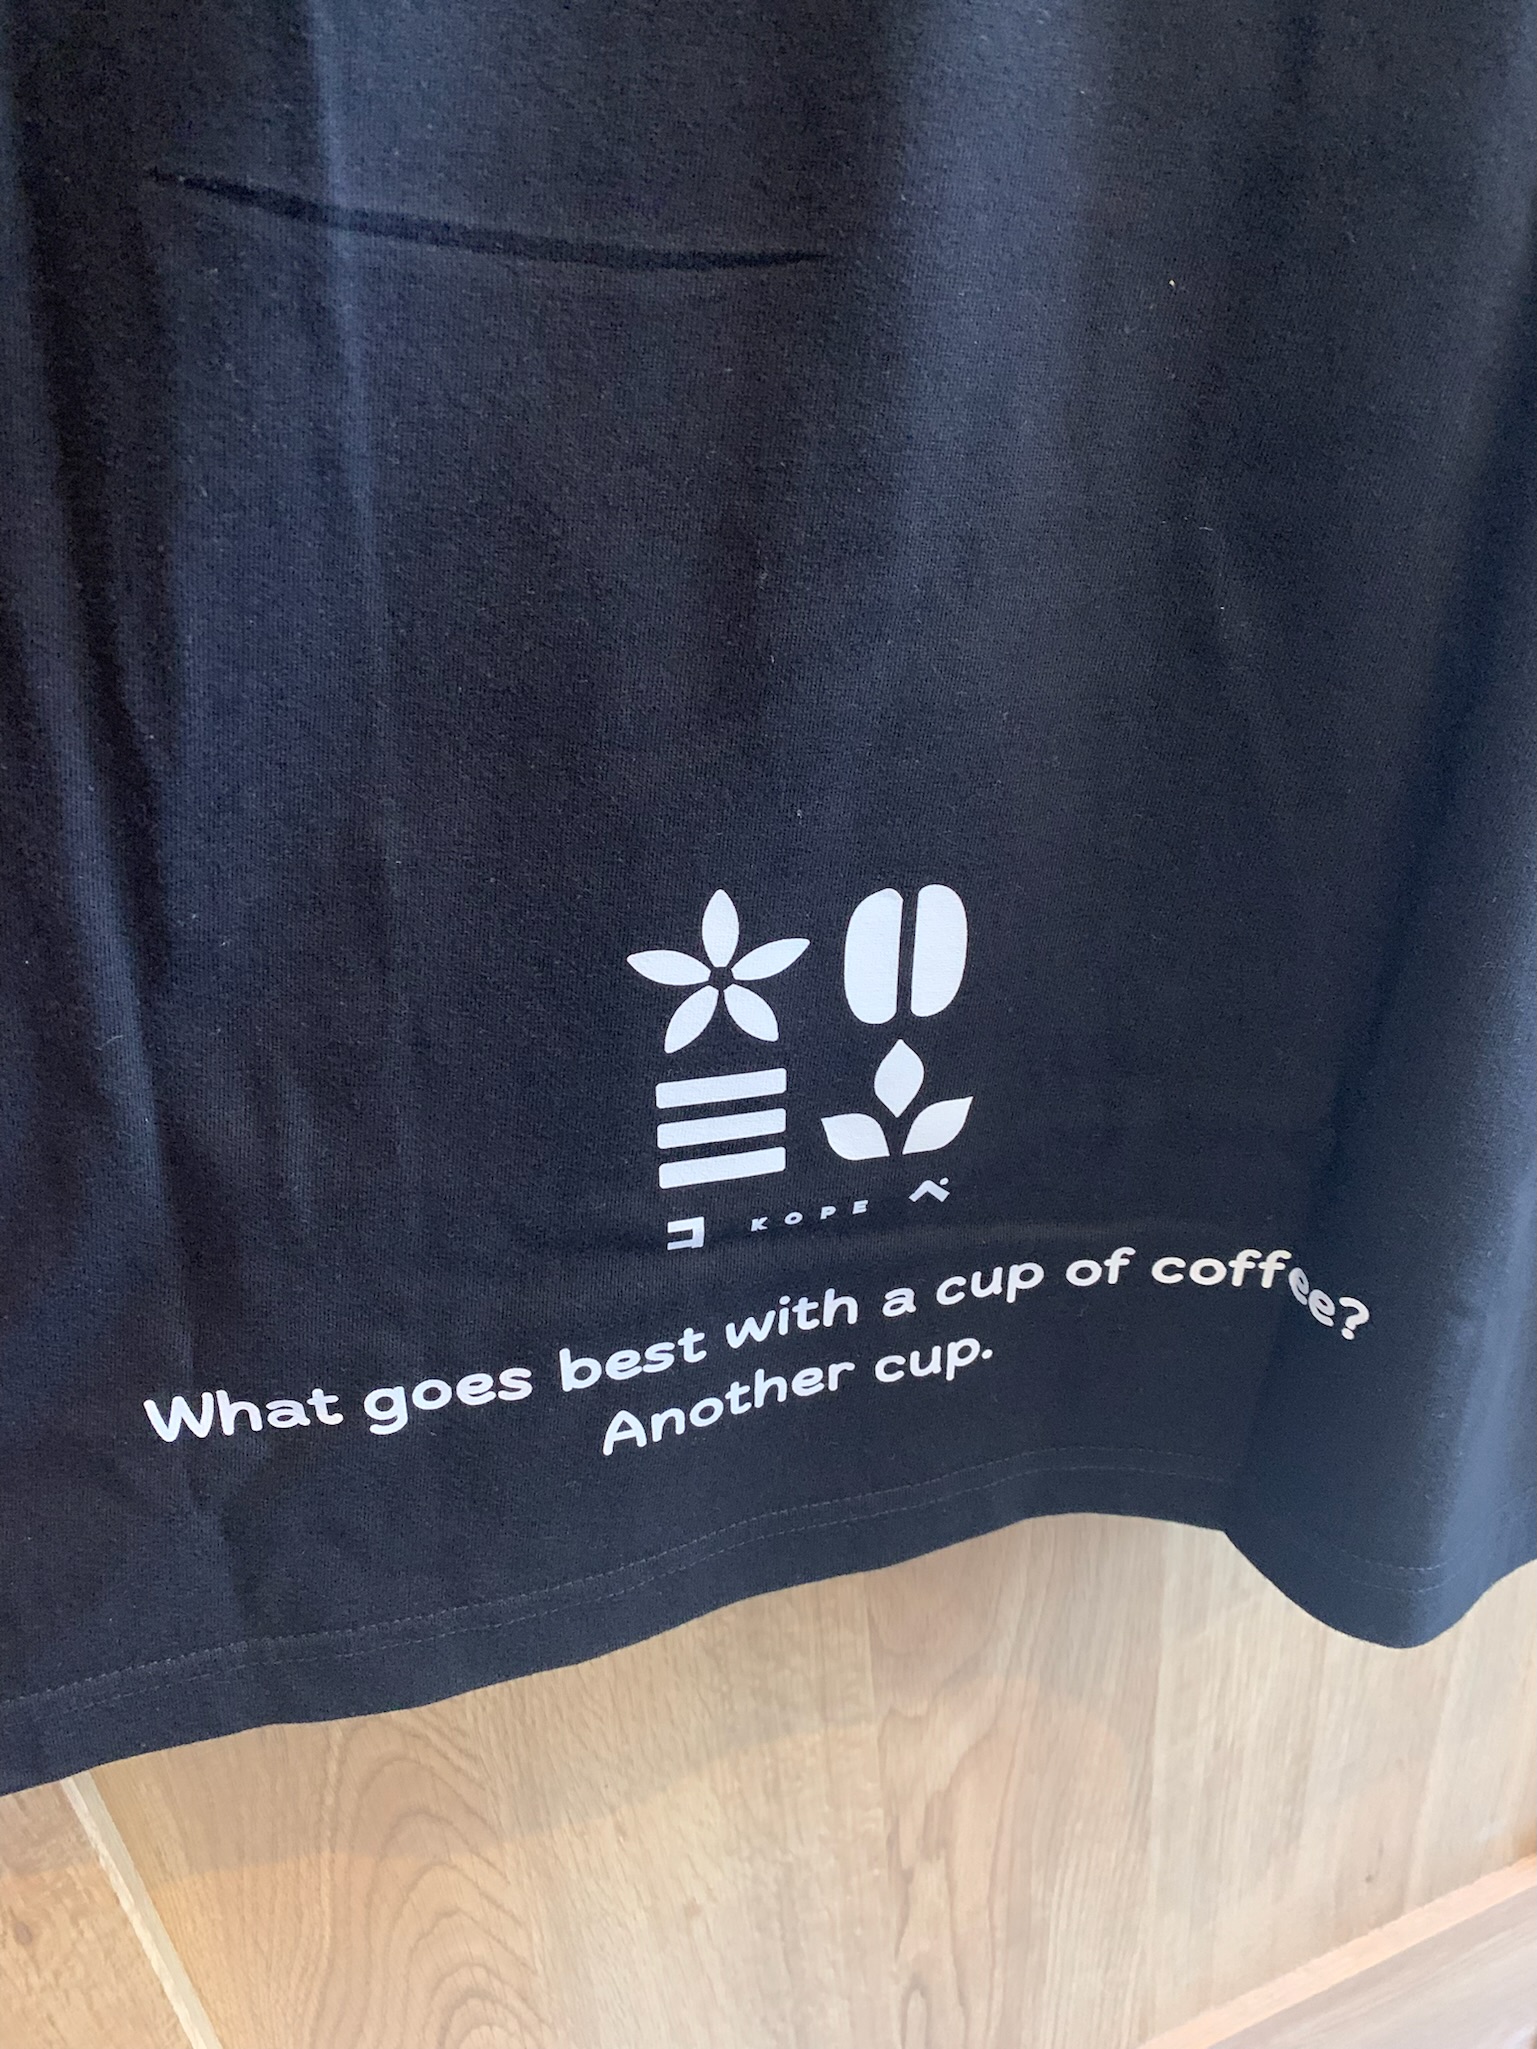 コ KOPE ペ
What goes best with a cup of coffee?
Another cup.